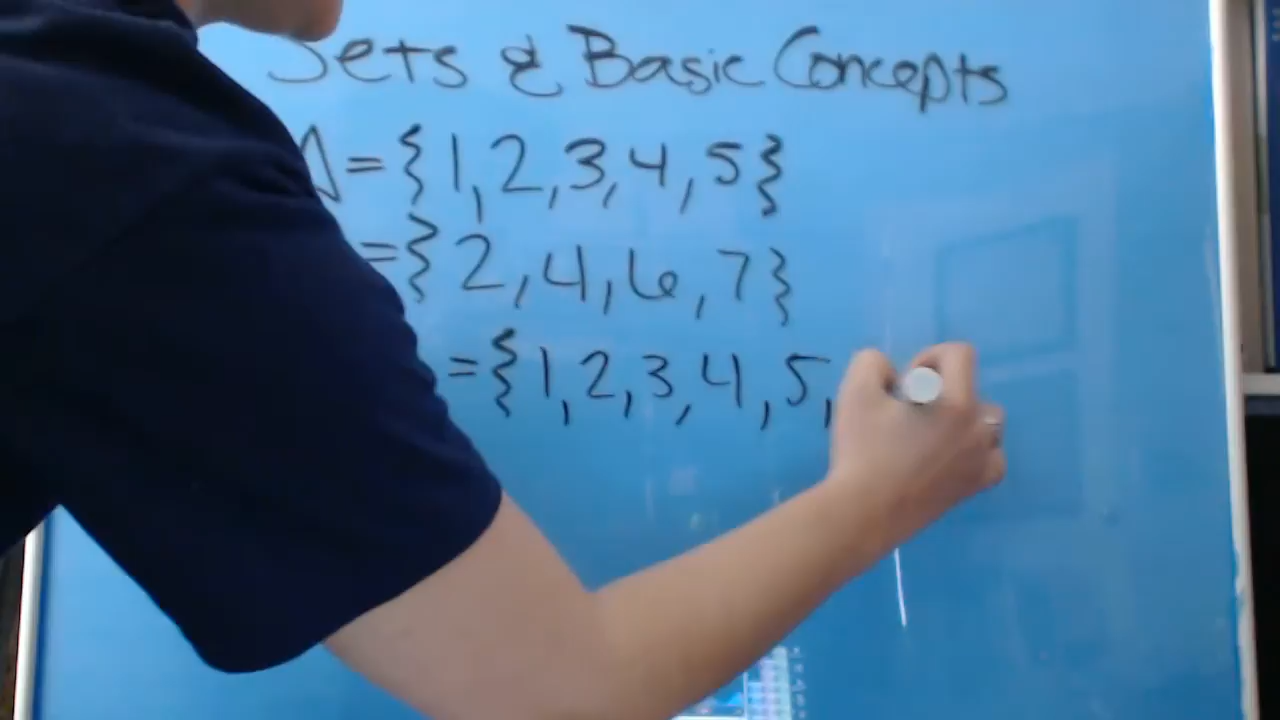 Sets & Basic Concepts
A = {1, 2, 3, 4, 5}
= {2, 4, 6, 7}
= {1, 2, 3, 4, 5,